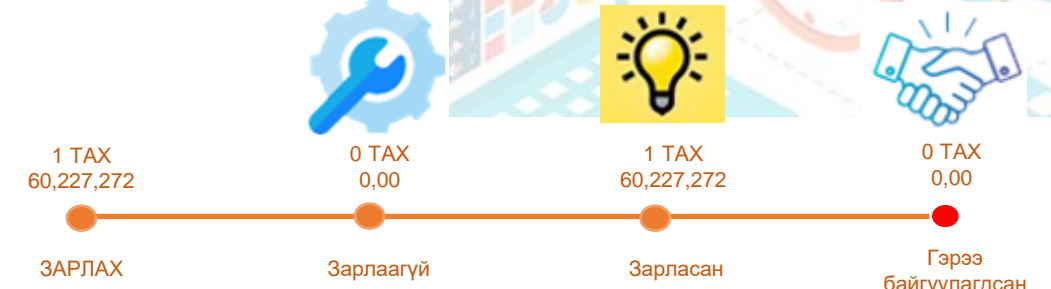 1 ТАХ
60,227,272
0 ТАХ
0,00
1 ТАХ
60,227,272
0 ТАХ
0,00
ЗАРЛАХ
Зарлаагүй
Зарласан
Гэрээ
байгуулагдсан